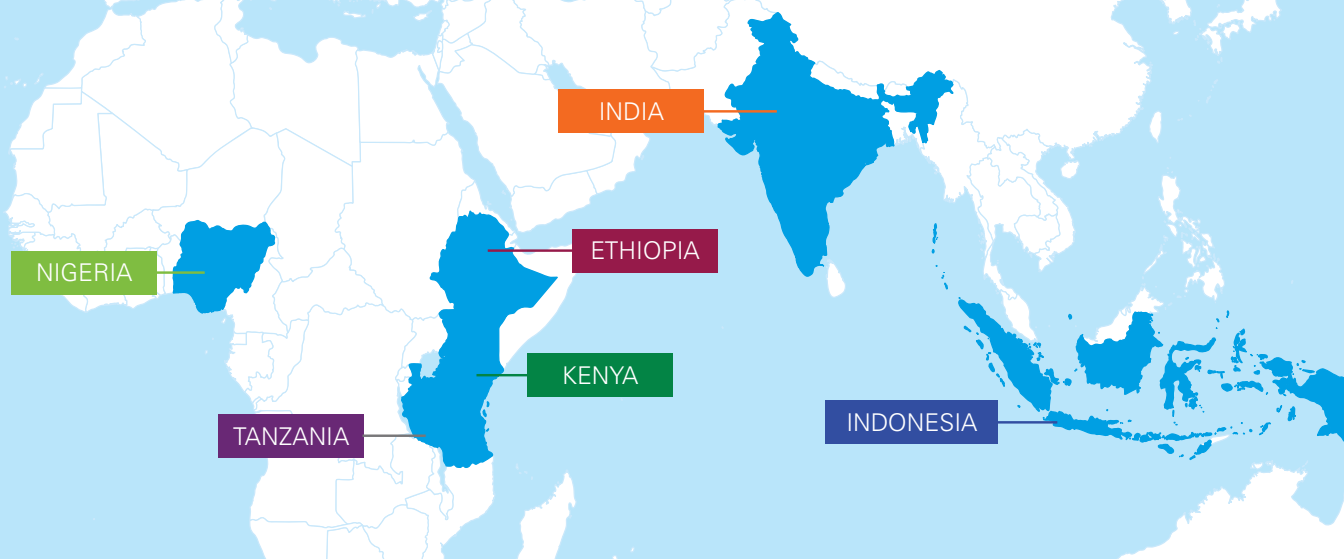 INDIA
ETHIOPIA
NIGERIA
KENYA
TANZANIA
INDONESIA